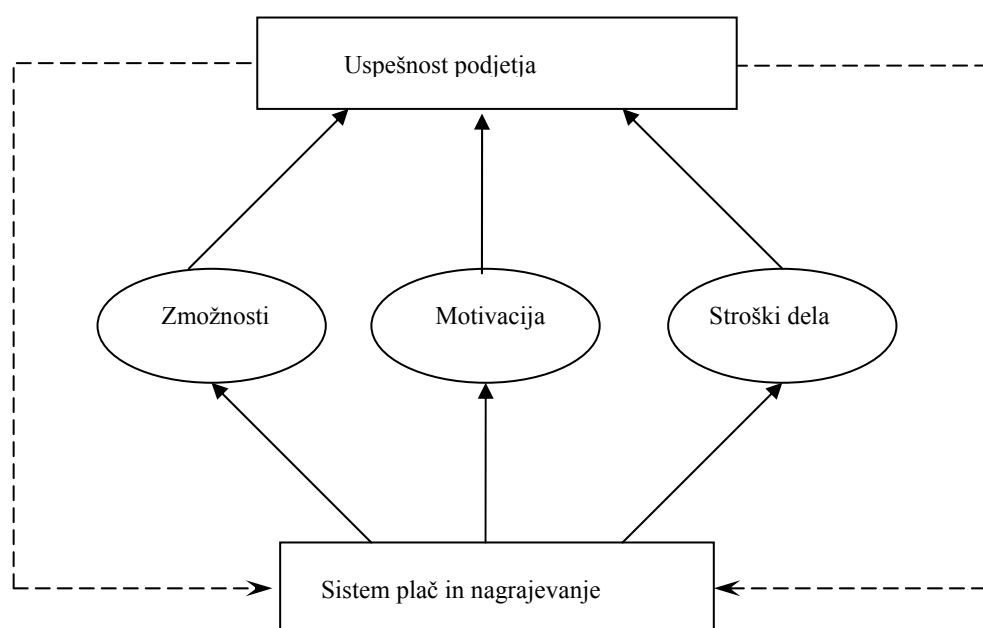 Uspešnost podjetja
Zmožnosti
Motivacija
Stroški dela
Sistem plač in nagrajevanje